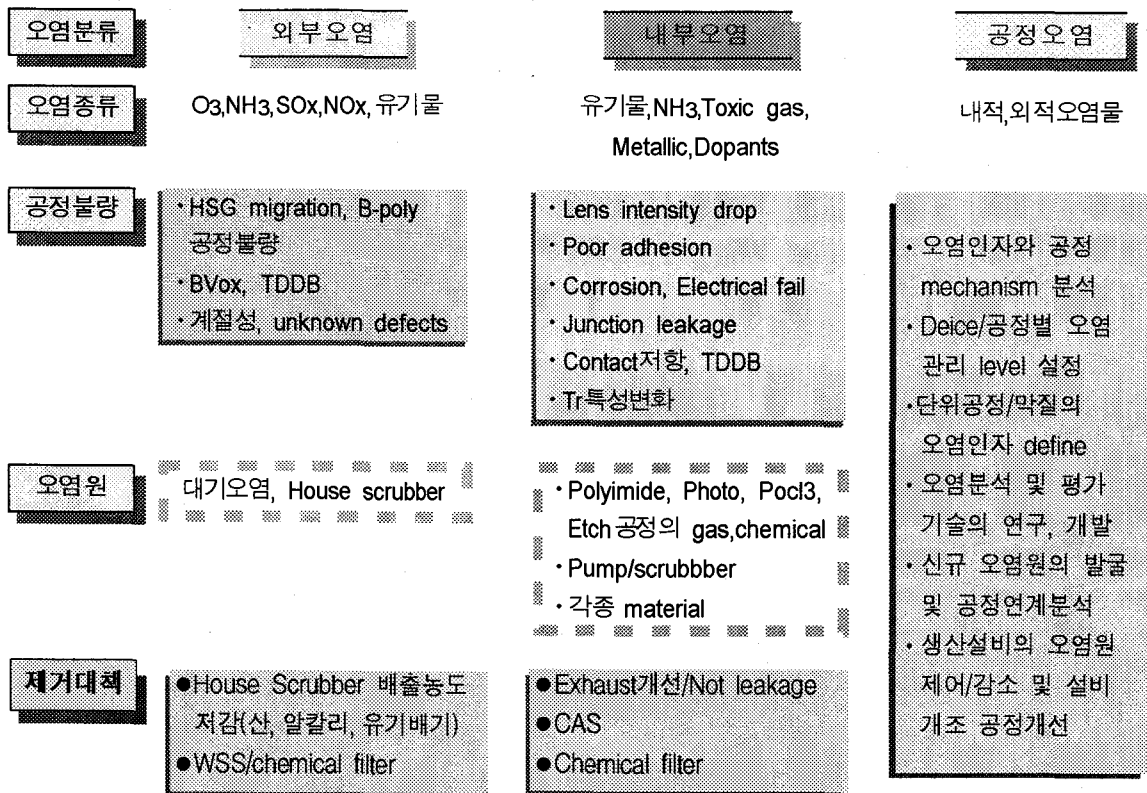 오염분류
외부오염
내부오염
공정오염
오염종류
O3,NH3,SOx,NOx, 유기물
유기물,NH3,Toxic gas,
Metallic,Dopants
내적,외적오염물
공정불량
·HSG migration, B-poly
공정불량
·BVox, TDDB
·계절성, unknown defects
·Lens intensity drop
·Poor adhesion
·Corrosion, Electrical fail
·Junction leakage
·Contact저항, TDDB
·Tr특성변화
·오염인자와 공정
mechanism 분석
·Deice/공정별 오염
관리 level 설정
·단위공정/막질의
오염인자 define
·오염분석 및 평가
기술의 연구, 개발
·신규 오염원의 발굴
및 공정연계분석
·생산설비의 오염원
제어/감소 및 설비
개조 공정개선
오염원
대기오염, House scrubber
·Polyimide, Photo, Pocl3,
Etch 공정의 gas,chemical
·Pump/scrubbber
·각종 material
제거대책
●House Scrubber 배출농도
저감(산, 알칼리, 유기배기)
●WSS/chemical filter
●Exhaust개선/Not leakage
●CAS
●Chemical filter